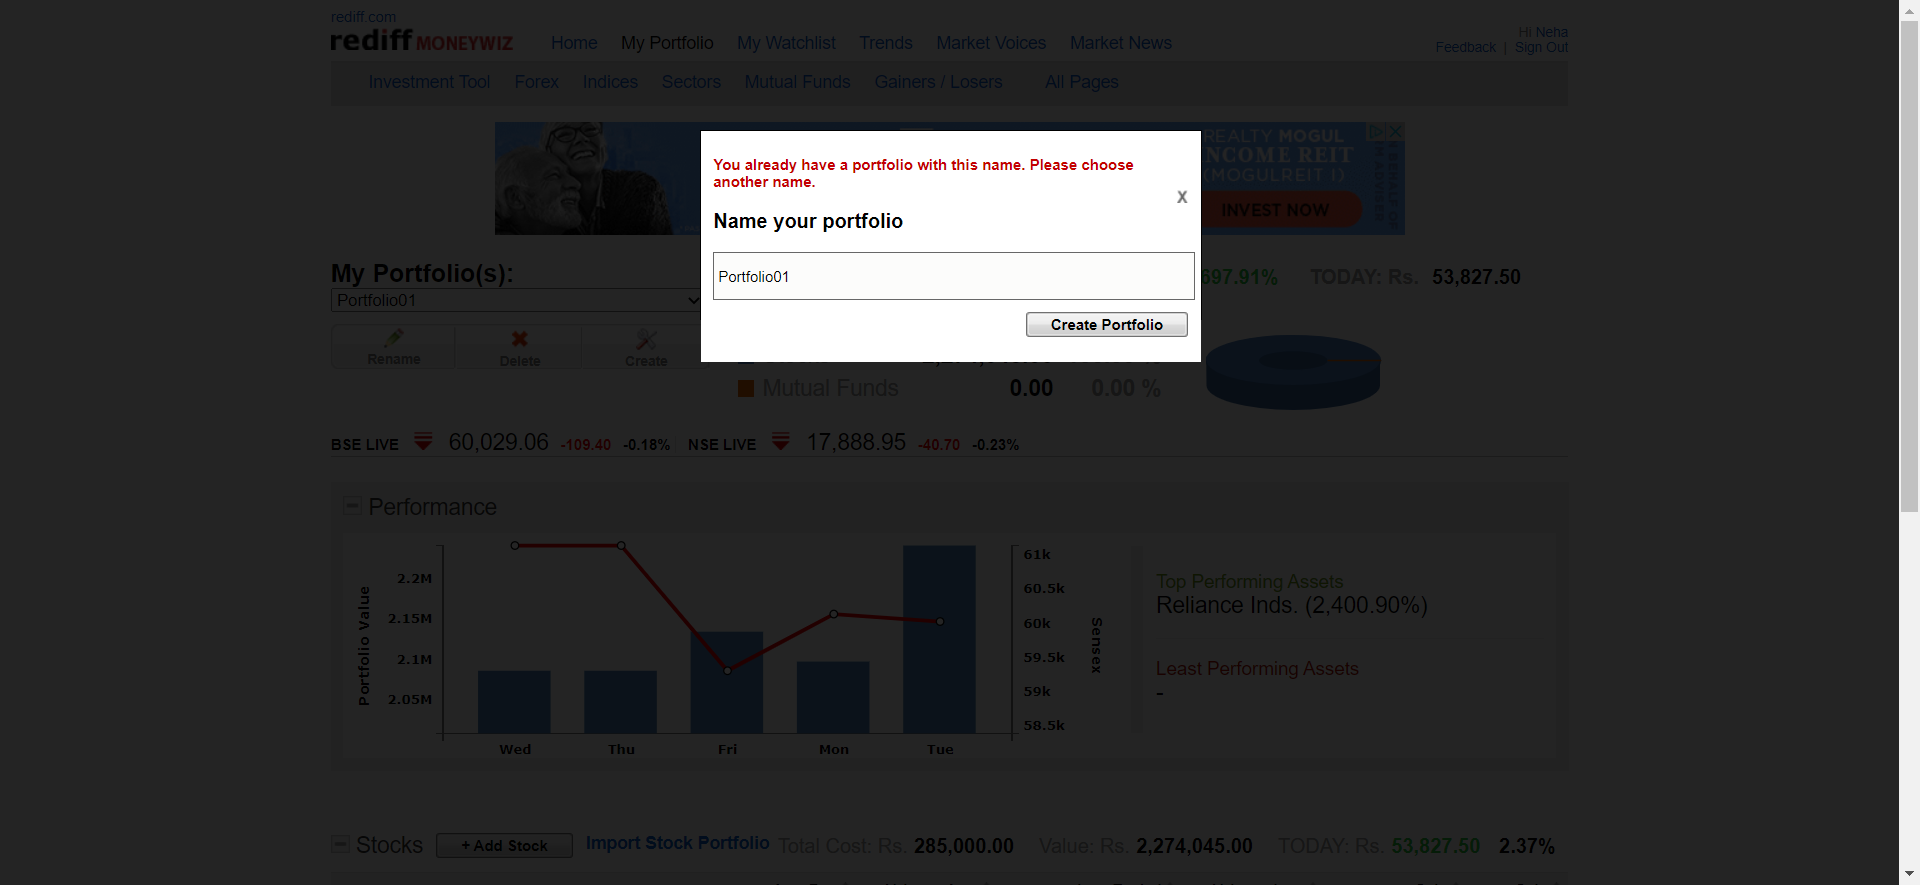 rediff.com
rediff MONEYWIZ
Home My Portfolio My Watchlist Trends Market Voices Market News
Hi Neha
Feedback | Sign Out
Investment Tool Forex Indices Sectors Mutual Funds Gainers / Losers All Pages
REALTY MOGUL
NCOME REIT
(MOGULREIT I)
INVEST NOW
You already have a portfolio with this name. Please choose
another name.
X
Name your portfolio
Portfolio01
Create Portfolio
My Portfolio(s):
Portfolio01
697.91% TODAY: Rs. 53,827.50
Rename Delete Create
Mutual Funds 0.00 0.00 %
BSE LIVE 60,029.06 -109.40 -0.18% NSE LIVE 17,888.95 -40.70 -0.23%
Performance
Portfolio Value
2.2M
2.15M
2.1M
2.05M
61k
60.5k
60k
59.5k
59k
58.5k
Sensex
Wed Thu Fri Mon Tue
Top Performing Assets
Reliance Inds. (2,400.90%)
Least Performing Assets
-
Stocks + Add Stock Import Stock Portfolio Total Cost: Rs. 285,000.00 Value: Rs. 2,274,045.00 TODAY: Rs. 53,827.50 2.37%